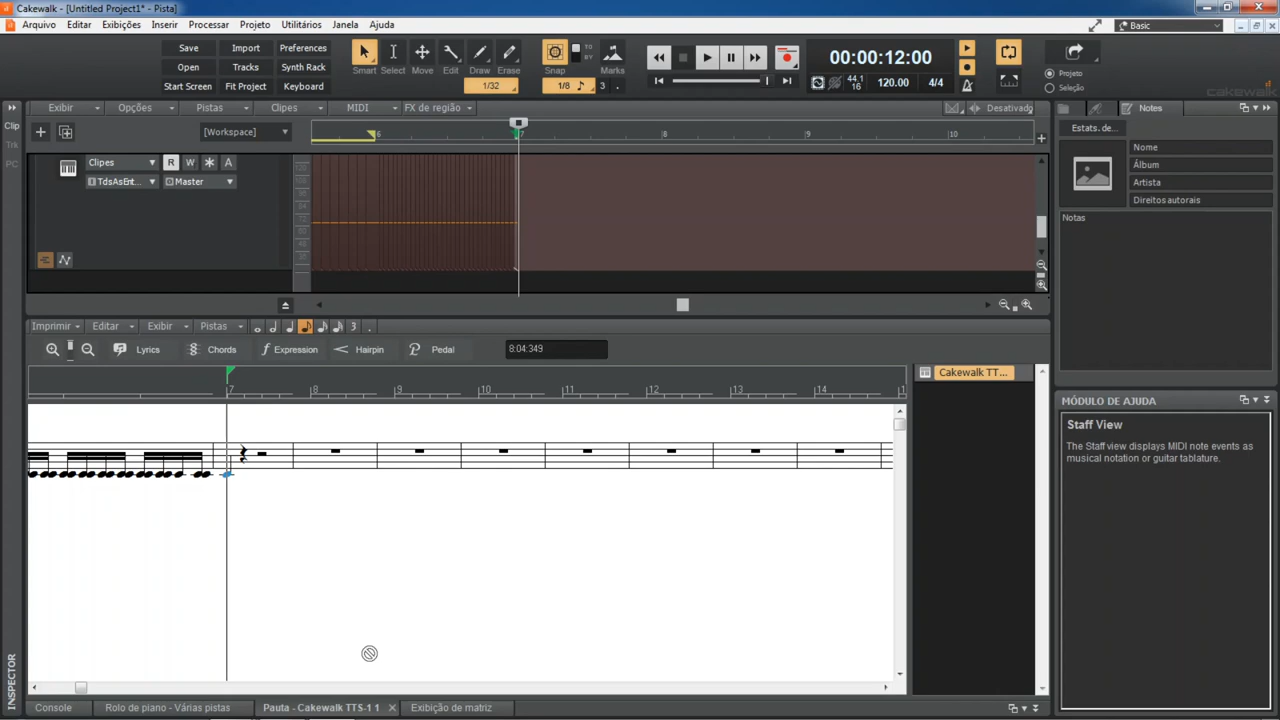 Cakewalk - [Untitled Project1* - Pista]
Arquivo Editar Exibições Inserir Processar Projeto Utilitários Janela Ajuda
Basic
Save Import Preferences
Open Tracks Synth Rack
Start Screen Fit Project Keyboard
Smart Select Move Edit Draw Erase Snap TO BY Marks
1/32 1/8 3
00:00:12:00
44.1 16 120.00 4/4
Projeto
Seleção
cakewalk
Exibir Opções Pistas Clipes MIDI FX de região Desativado
Notes
Clip
Trk
PC
[Workspace]
6 7 8 9 10
Clipes R W A
TdsAsEnt... Master
Estats. de...
Nome
Álbum
Artista
Direitos autorais
Notas
Imprimir Editar Exibir Pistas 3 .
Lyrics Chords Expression Hairpin Pedal 8:04:349
7 8 9 10 11 12 13 14
Cakewalk TT...
MÓDULO DE AJUDA
Staff View
The Staff view displays MIDI note events as
musical notation or guitar tablature.
INSPECTOR
Console Rolo de piano - Várias pistas Pauta - Cakewalk TTS-1 1 Exibição de matriz